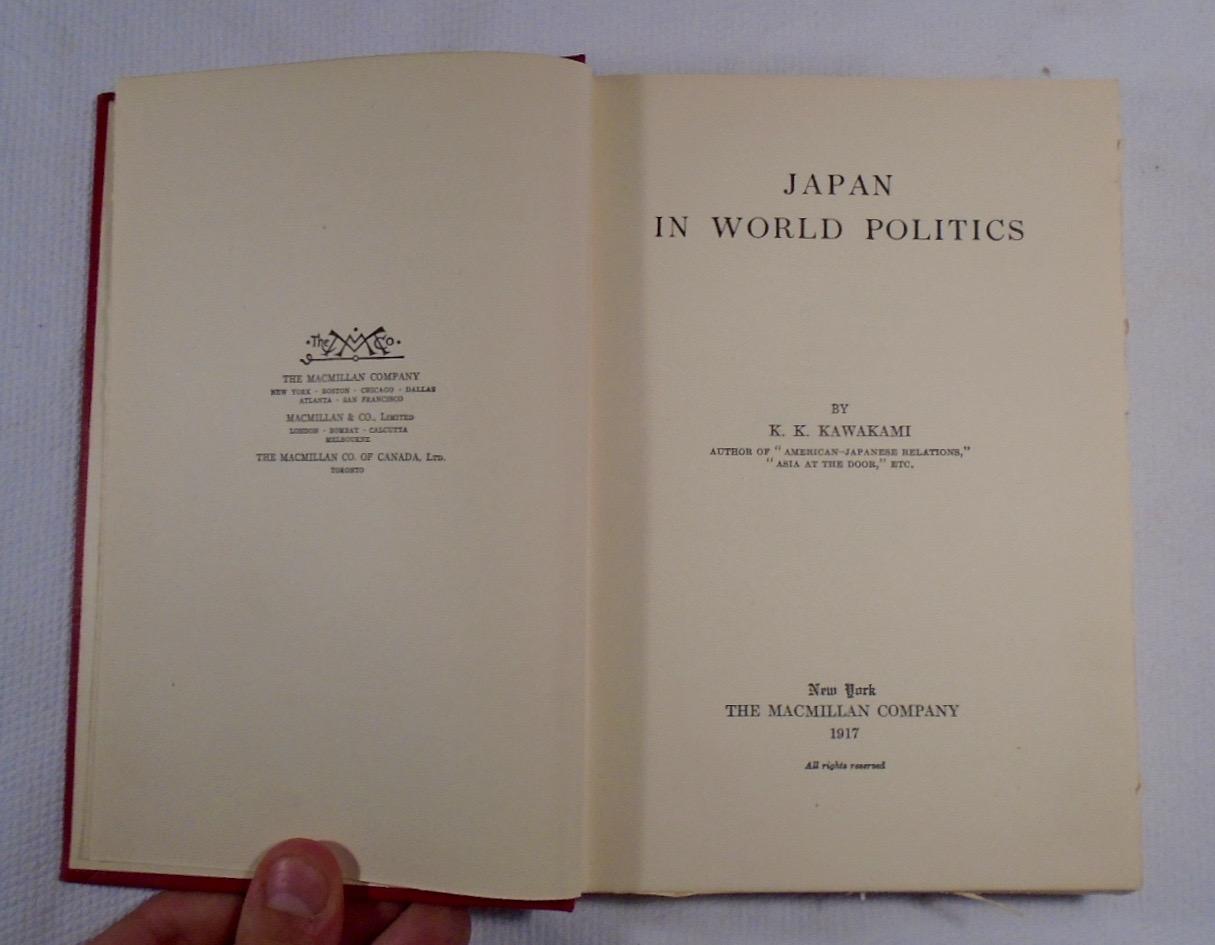 The M Co
THE MACMILLAN COMPANY
NEW YORK · BOSTON · CHICAGO · DALLAS
ATLANTA · SAN FRANCISCO
MACMILLAN & CO., LIMITED
LONDON · BOMBAY · CALCUTTA
MELBOURNE
THE MACMILLAN CO. OF CANADA, LTD.
TORONTO
JAPAN
IN WORLD POLITICS
BY
K. K. KAWAKAMI
AUTHOR OF "AMERICAN-JAPANESE RELATIONS,"
"ASIA AT THE DOOR," ETC.
New York
THE MACMILLAN COMPANY
1917
All rights reserved